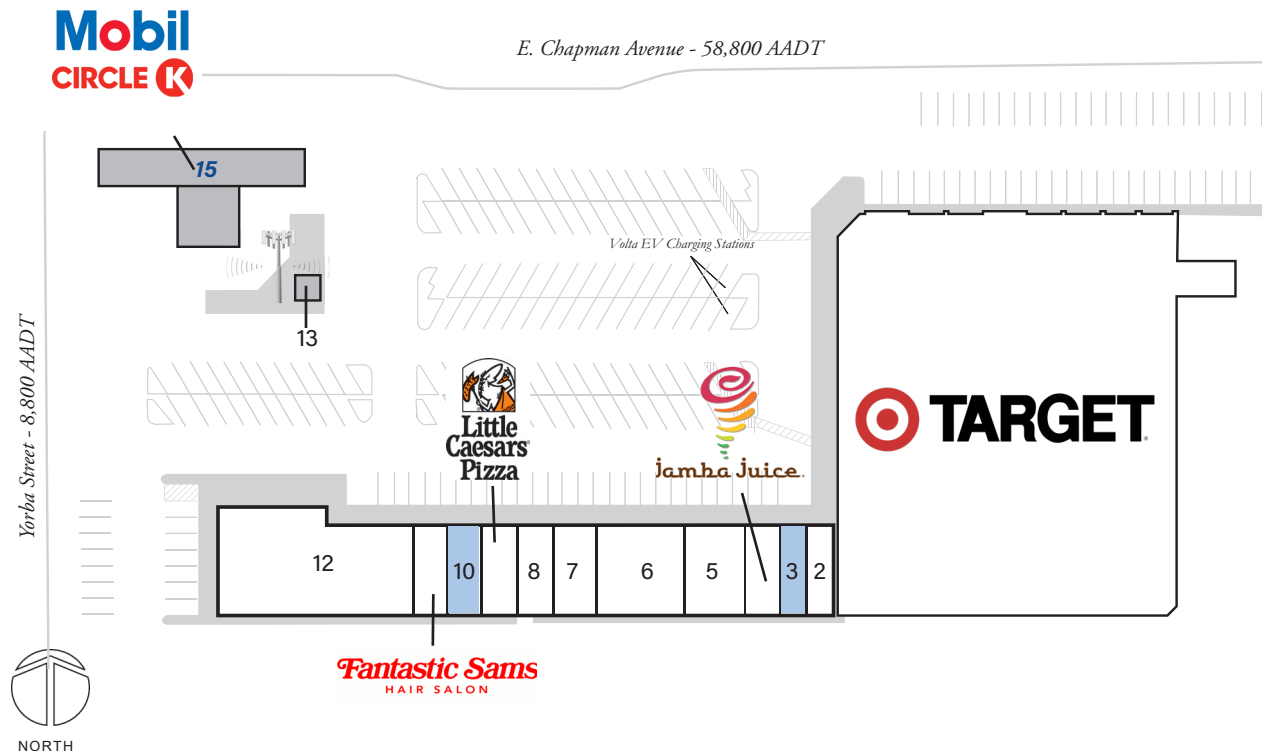 Mobil
CIRCLE K
E. Chapman Avenue - 58,800 AADT
15
Volta EV Charging Stations
13
Yorba Street - 8,800 AADT
Little
Caesars
Pizza
jamba juice
TARGET
12
10
8
7
6
5
3
2
Fantastic Sams
HAIR SALON
NORTH